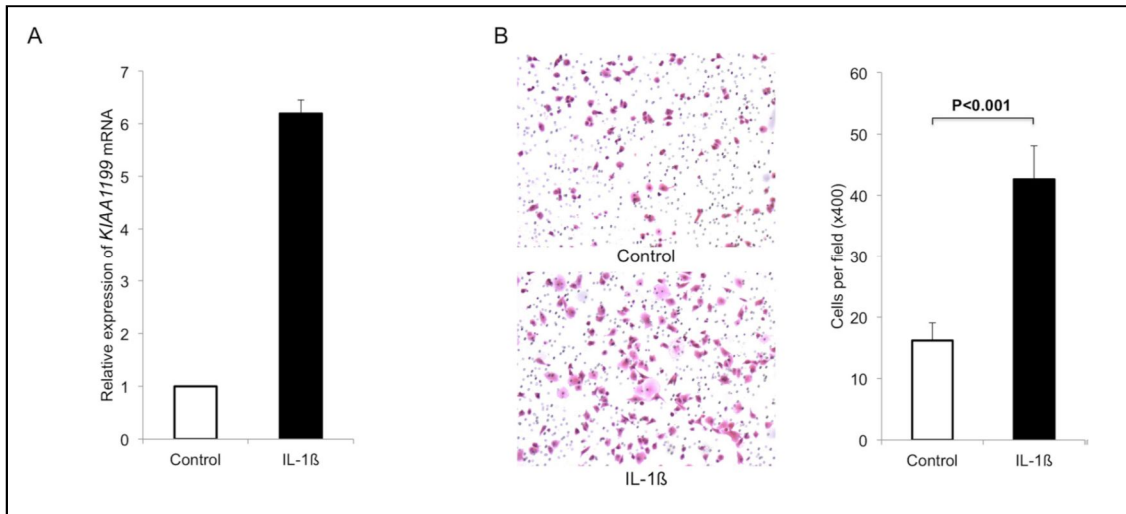 A
Relative expression of KIAA1199 mRNA
7
6
5
4
3
2
1
0
Control
IL-1ß
B
Control
IL-1ß
Cells per field (x400)
60
50
40
30
20
10
0
P<0.001
Control
IL-1ß